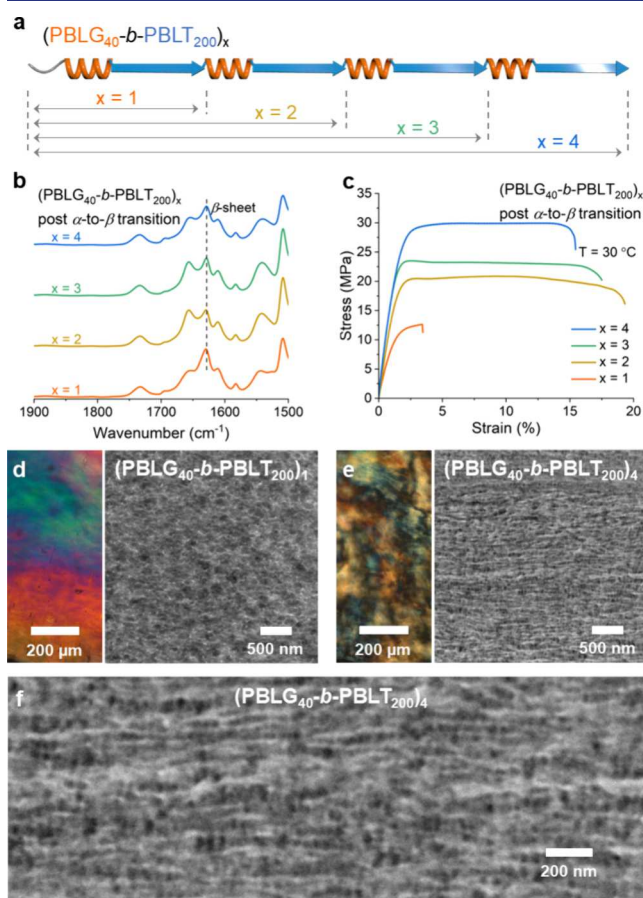 a
(PBLG₄₀-b-PBLT₂₀₀)ₓ
x = 1
x = 2
x = 3
x = 4
b
(PBLG₄₀-b-PBLT₂₀₀)ₓ
post α-to-β transition
β-sheet
x = 4
x = 3
x = 2
x = 1
1900 1800 1700 1600 1500
Wavenumber (cm⁻¹)
c
(PBLG₄₀-b-PBLT₂₀₀)ₓ
post α-to-β transition
T = 30 °C
Stress (MPa)
35
30
25
20
15
10
5
0
x = 4
x = 3
x = 2
x = 1
0 5 10 15 20
Strain (%)
d
(PBLG₄₀-b-PBLT₂₀₀)₁
200 µm
500 nm
e
(PBLG₄₀-b-PBLT₂₀₀)₄
200 µm
500 nm
f
(PBLG₄₀-b-PBLT₂₀₀)₄
200 nm